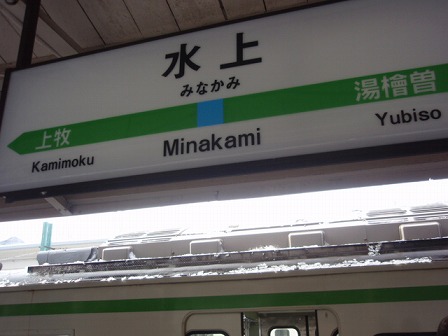 水上
みなかみ
上牧 湯檜曽
Kamimoku Minakami Yubiso